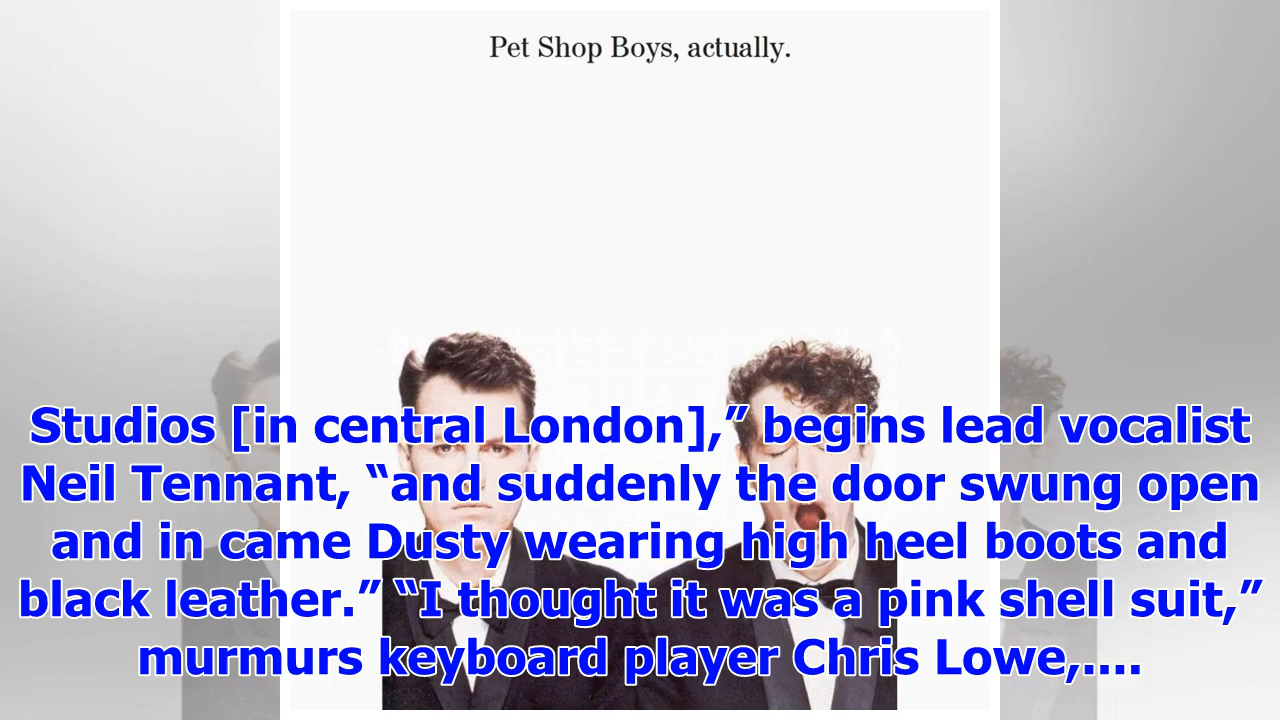 Pet Shop Boys, actually.
Studios [in central London],” begins lead vocalist
Neil Tennant, “and suddenly the door swung open
and in came Dusty wearing high heel boots and
black leather.” “I thought it was a pink shell suit,”
murmurs keyboard player Chris Lowe,....